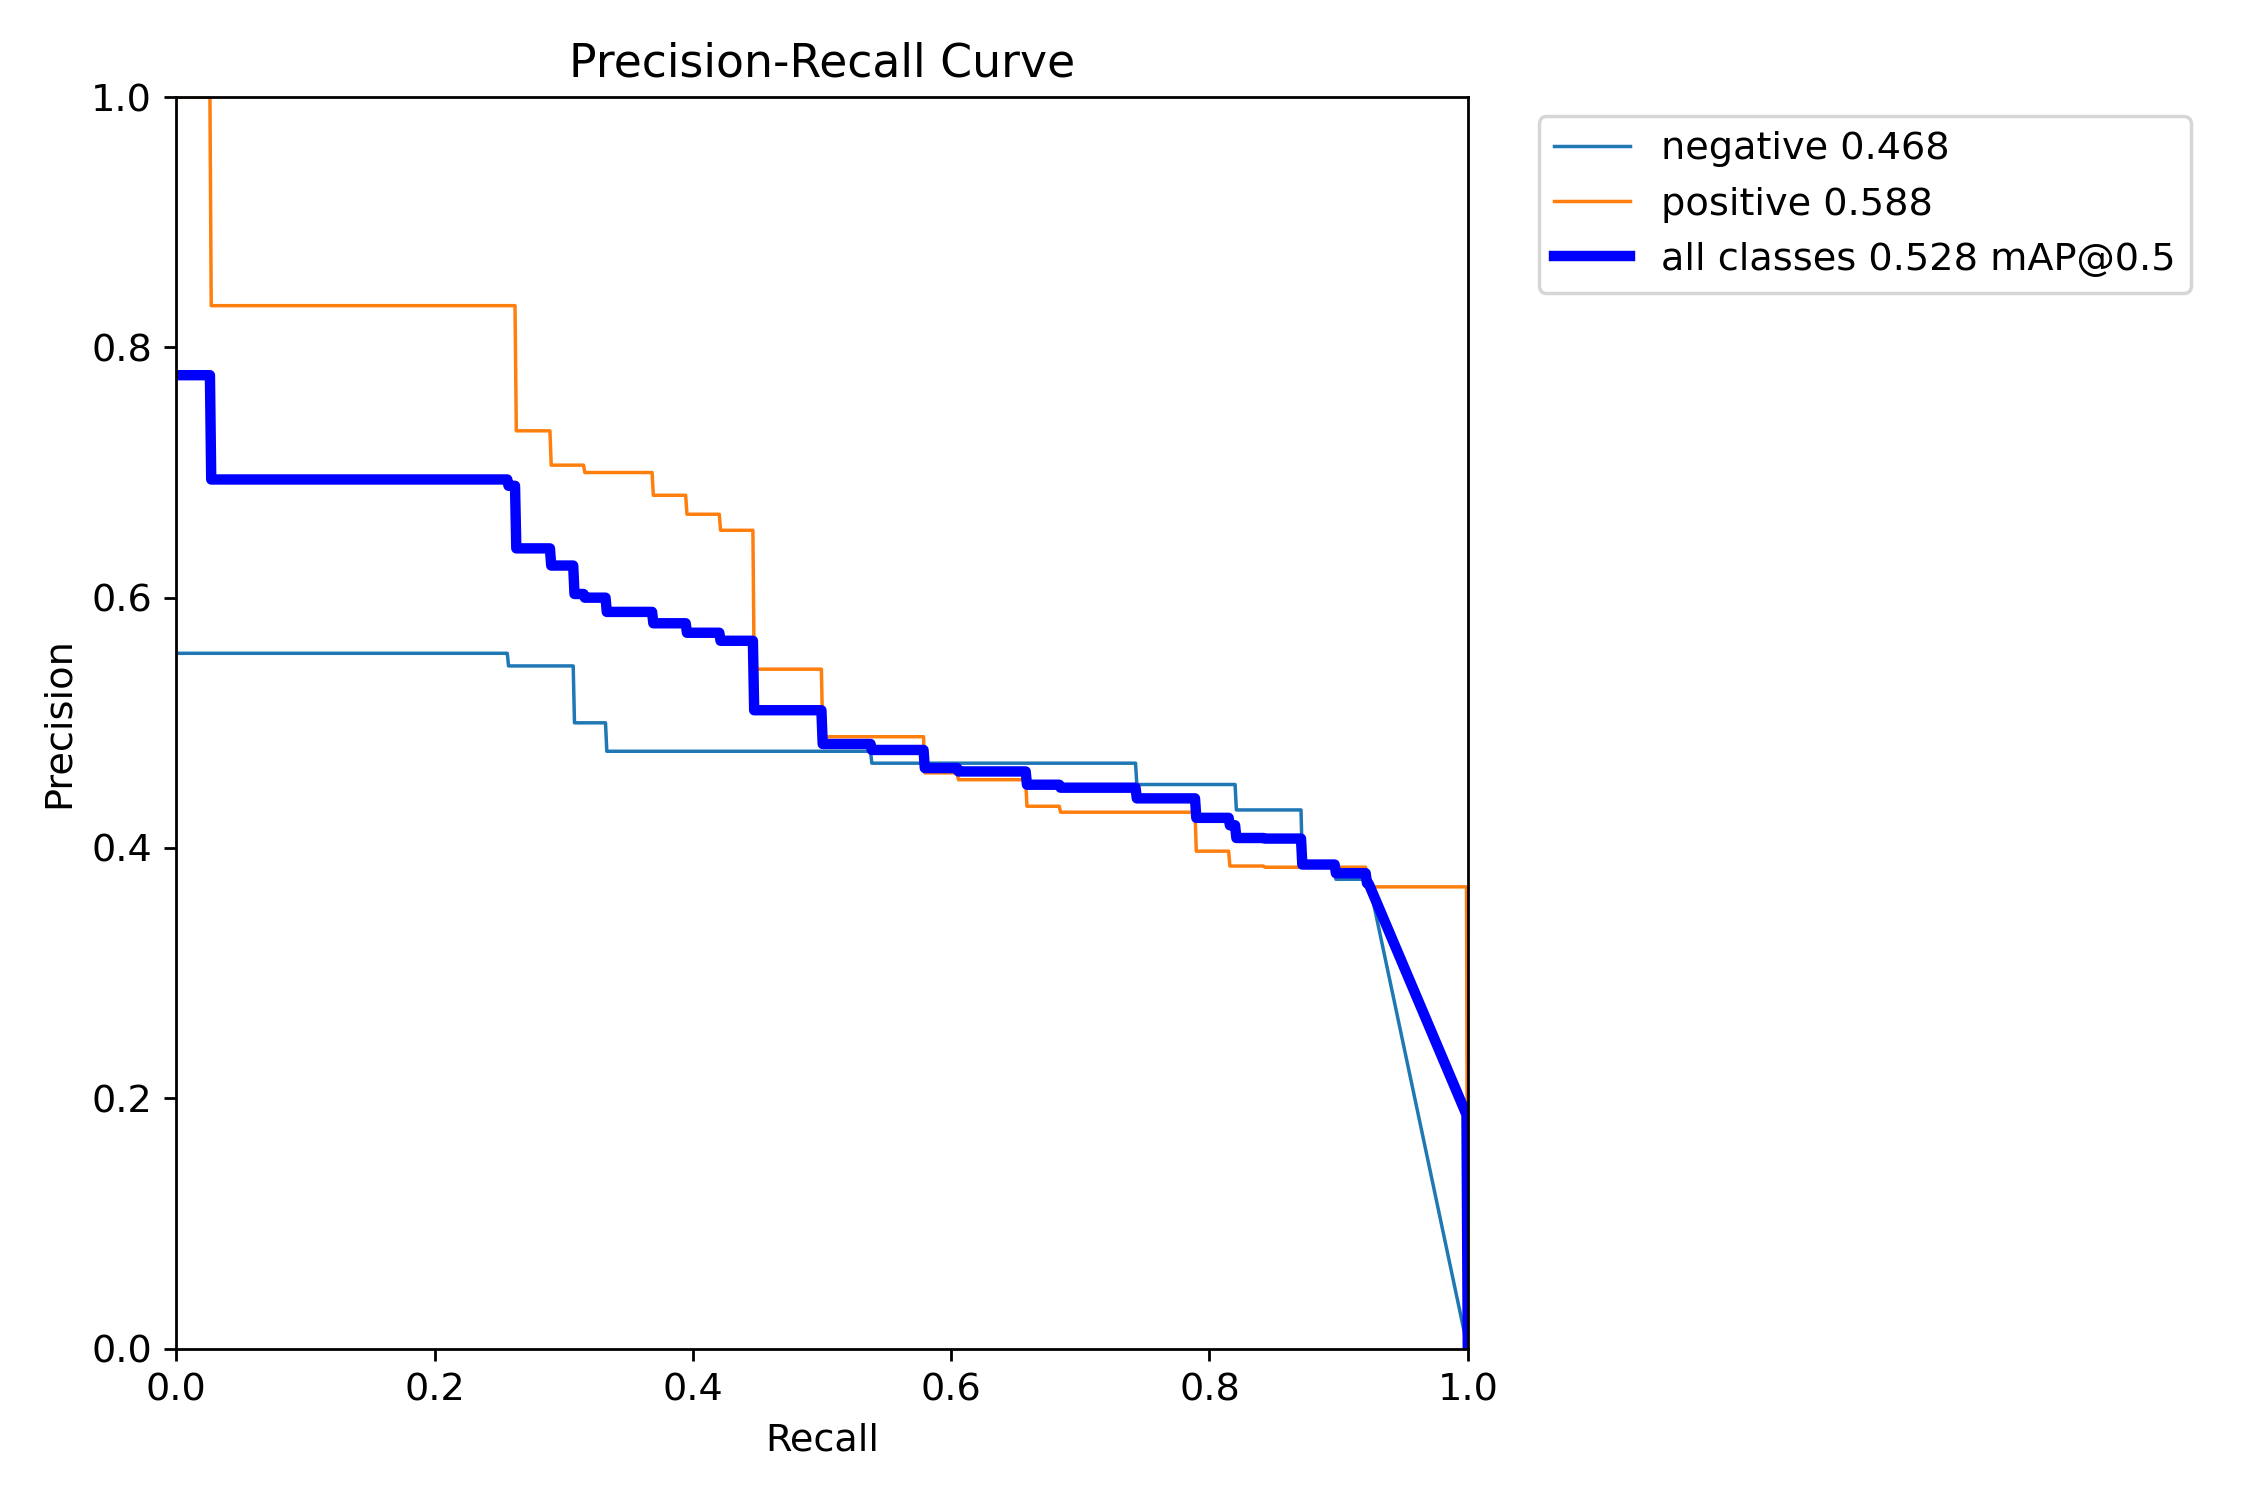 Precision-Recall Curve
1.0
0.8
0.6
0.4
0.2
0.0
Precision
0.0 0.2 0.4 0.6 0.8 1.0
Recall
negative 0.468
positive 0.588
all classes 0.528 mAP@0.5